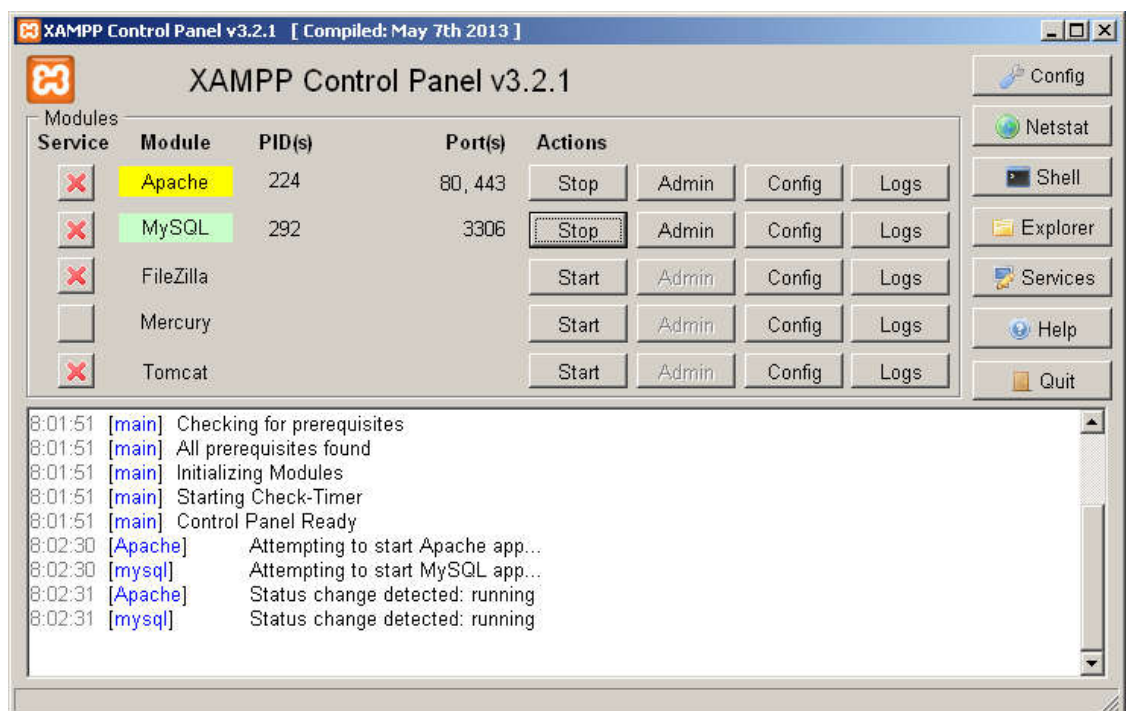 XAMPP Control Panel v3.2.1 [ Compiled: May 7th 2013 ]
XAMPP Control Panel v3.2.1
Config
Modules
Netstat
Service Module PID(s) Port(s) Actions
Apache 224 80, 443 Stop Admin Config Logs
Shell
MySQL 292 3306 Stop Admin Config Logs
Explorer
FileZilla Start Admin Config Logs
Services
Mercury Start Admin Config Logs
Help
Tomcat Start Admin Config Logs
Quit
8:01:51 [main] Checking for prerequisites
8:01:51 [main] All prerequisites found
8:01:51 [main] Initializing Modules
8:01:51 [main] Starting Check-Timer
8:01:51 [main] Control Panel Ready
8:02:30 [Apache] Attempting to start Apache app...
8:02:30 [mysql] Attempting to start MySQL app...
8:02:31 [Apache] Status change detected: running
8:02:31 [mysql] Status change detected: running